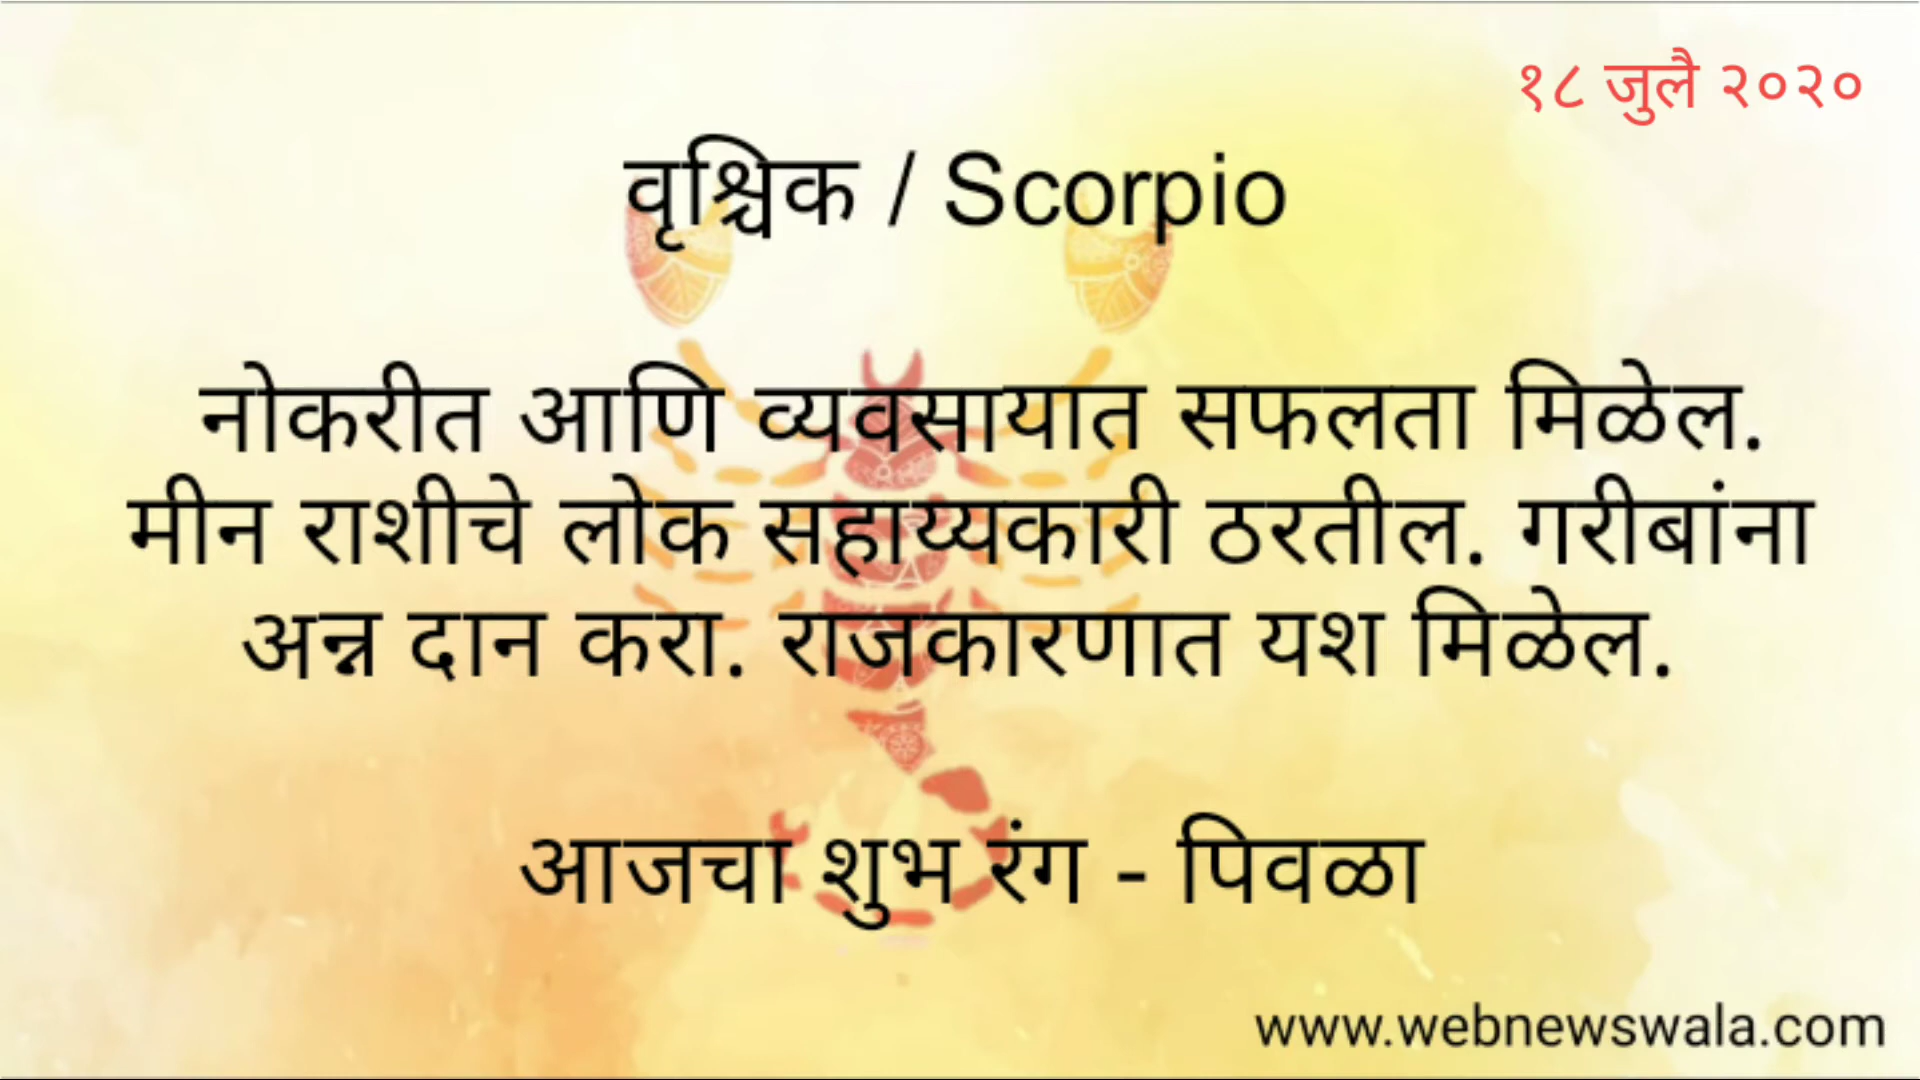 १८ जुलै २०२०
वृश्चिक / Scorpio
नोकरीत आणि व्यवसायात सफलता मिळेल.
मीन राशीचे लोक सहाय्यकारी ठरतील. गरीबांना
अन्न दान करा. राजकारणात यश मिळेल.
आजचा शुभ रंग - पिवळा
www.webnewswala.com